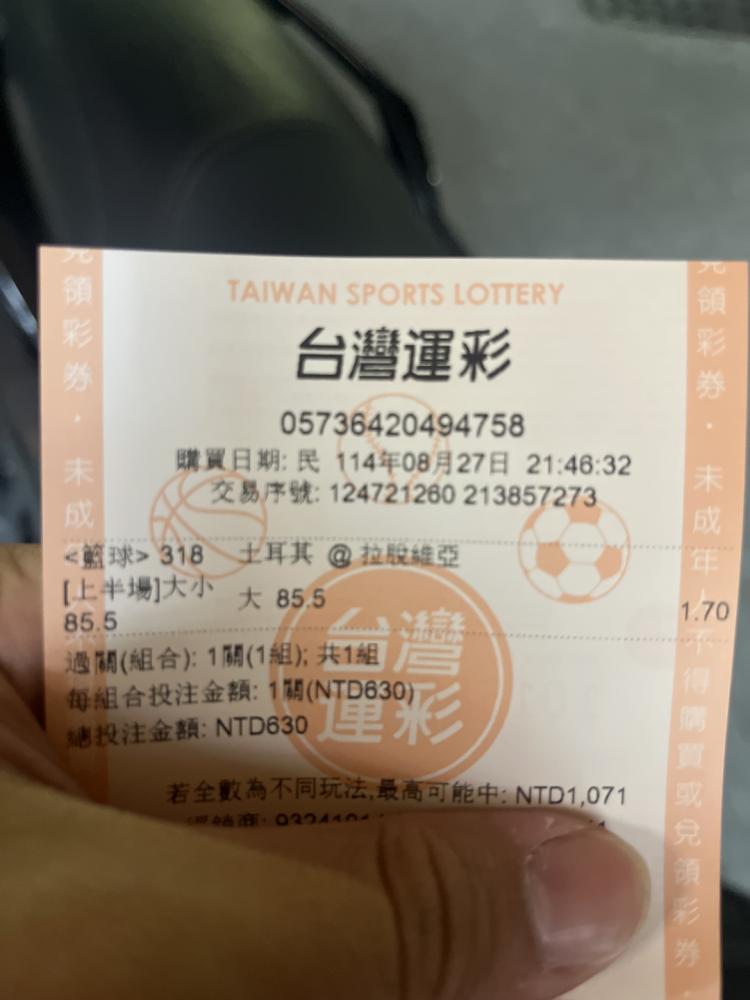 TAIWAN SPORTS LOTTERY
台灣運彩
05736420494758
購買日期: 民 114年08月27日 21:46:32
交易序號: 124721260 213857273
<籃球> 318 土耳其 @ 拉脫維亞
[上半場]大小 大 85.5 1.70
85.5
過關(組合): 1關(1組); 共1組
每組合投注金額: 1關(NTD630)
總投注金額: NTD630
若全數為不同玩法,最高可能中: NTD1,071
經銷商: 9324101
台灣
運彩
兌領彩券・未成
兌領彩券・未成年人不得購買或兌領彩券・